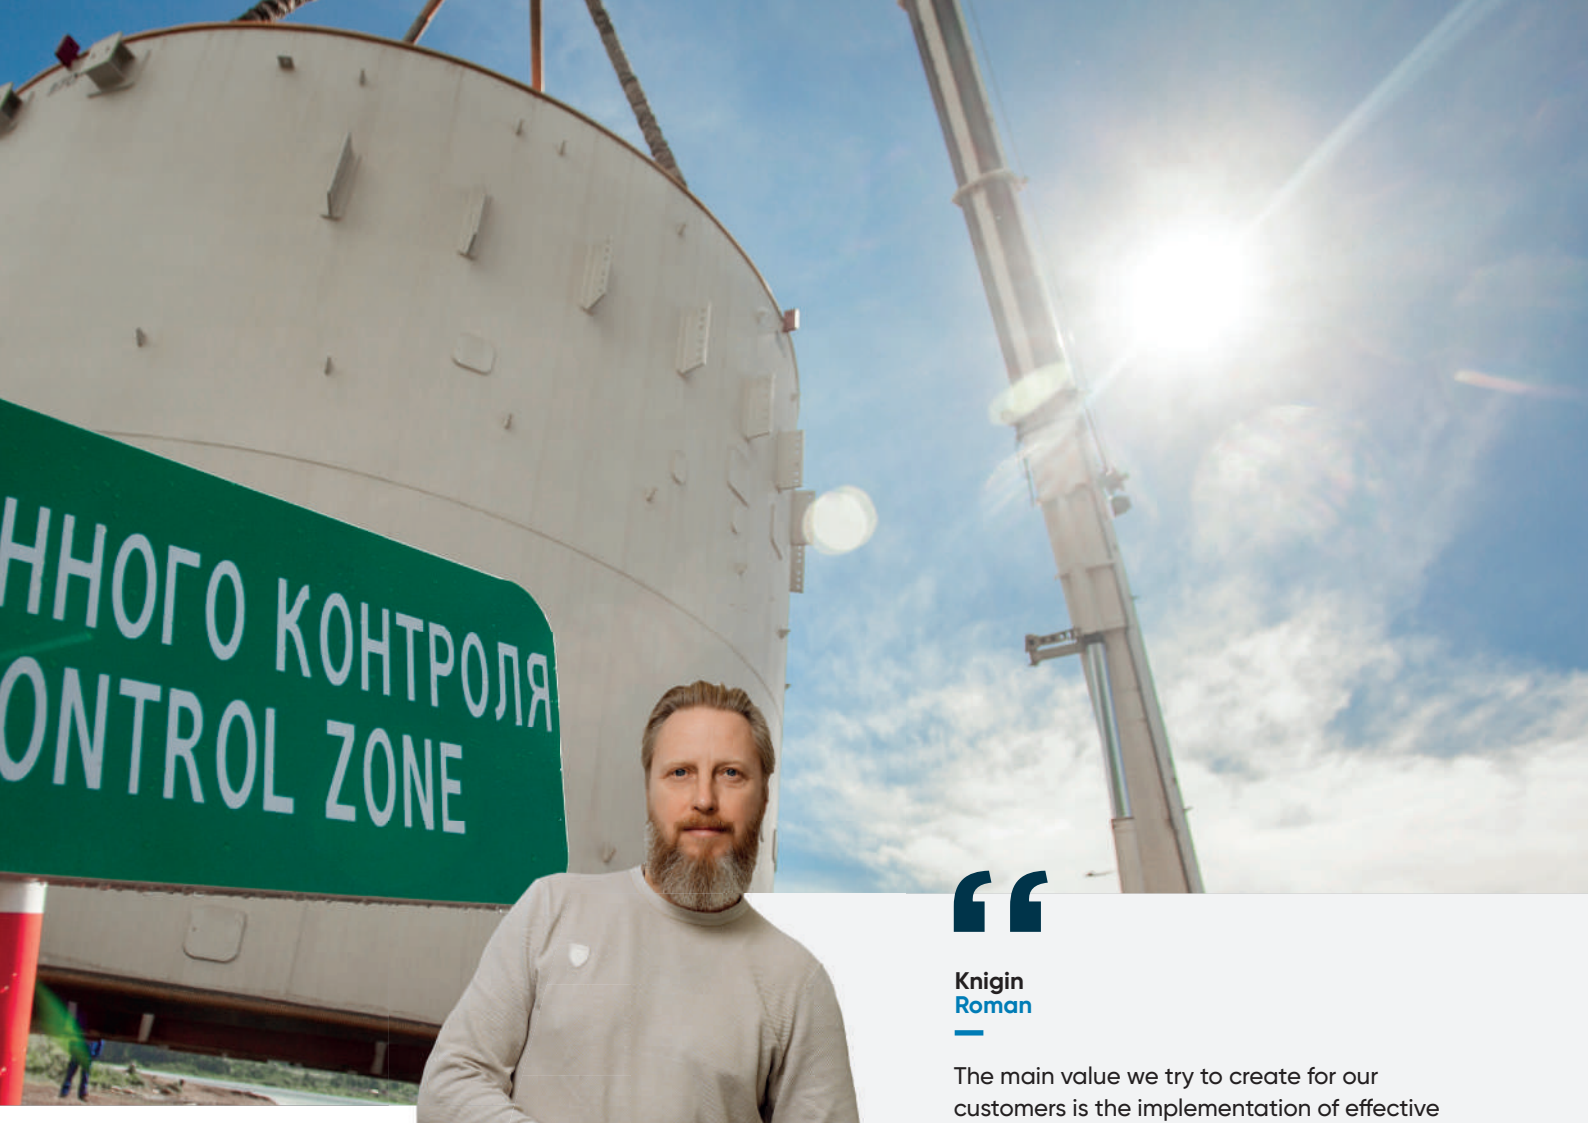 ННОГО КОНТРОЛЯ
ONTROL ZONE
Knigin
Roman
The main value we try to create for our
customers is the implementation of effective